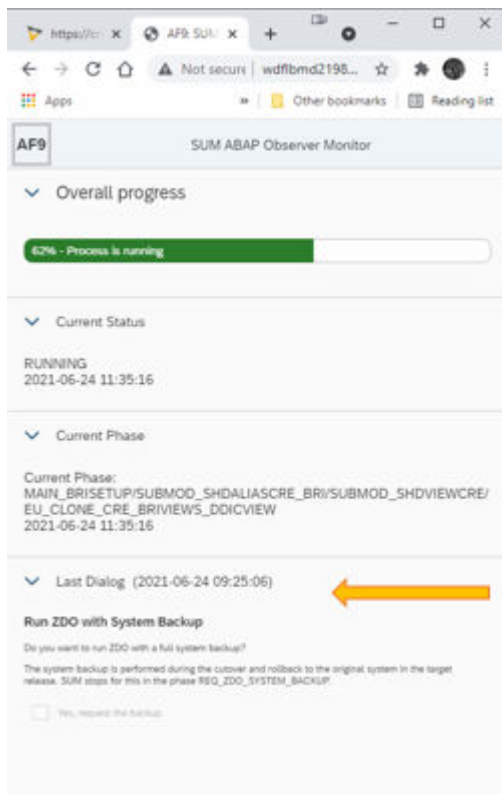 https://c
AF9: SUM
Not secure
wdflbmd2198...
Apps
»
Other bookmarks
Reading list
AF9
SUM ABAP Observer Monitor
Overall progress
62% - Process is running
Current Status
RUNNING
2021-06-24 11:35:16
Current Phase
Current Phase:
MAIN_BRISETUP/SUBMOD_SHDALIASCRE_BRI/SUBMOD_SHDVIEWCRE/
EU_CLONE_CRE_BRIVIEWS_DDICVIEW
2021-06-24 11:35:16
Last Dialog (2021-06-24 09:25:06)
Run ZDO with System Backup
Do you want to run ZDO with a full system backup?
The system backup is performed during the cutover and rollback to the original system in the target
release. SUM stops for this in the phase REQ_ZDO_SYSTEM_BACKUP.
Yes, request the backup